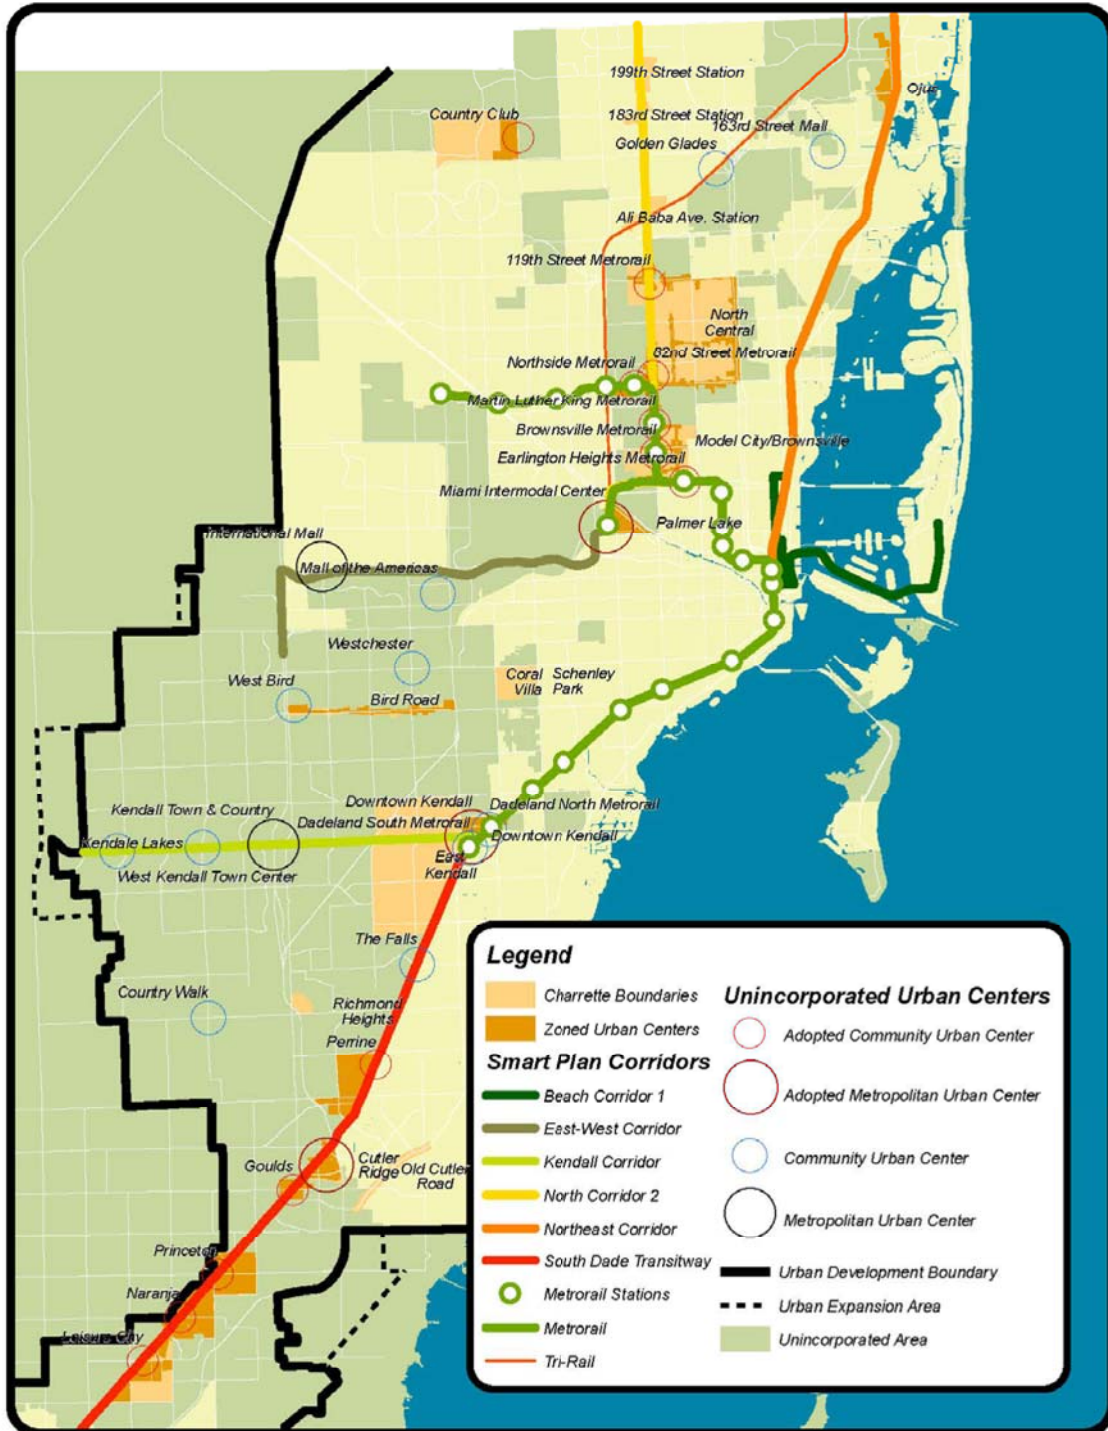 199th Street Station
Ojus
Country Club
183rd Street Station
163rd Street Mall
Golden Glades
Ali Baba Ave. Station
119th Street Metrorail
North
Central
82nd Street Metrorail
Northside Metrorail
Martin Luther King Metrorail
Brownsville Metrorail
Model City/Brownsville
Earlington Heights Metrorail
Miami Intermodal Center
Palmer Lake
International Mall
Mall of the Americas
Westchester
Coral
Villa
Schenley
Park
West Bird
Bird Road
Downtown Kendall
Dadeland North Metrorail
Kendall Town & Country
Dadeland South Metrorail
Downtown Kendall
Kendale Lakes
East
Kendall
West Kendall Town Center
The Falls
Country Walk
Richmond
Heights
Perrine
Goulds
Cutler
Ridge
Old Cutler
Road
Princeton
Naranja
Leisure City
Legend
Charrette Boundaries
Zoned Urban Centers
Smart Plan Corridors
Beach Corridor 1
East-West Corridor
Kendall Corridor
North Corridor 2
Northeast Corridor
South Dade Transitway
Metrorail Stations
Metrorail
Tri-Rail
Unincorporated Urban Centers
Adopted Community Urban Center
Adopted Metropolitan Urban Center
Community Urban Center
Metropolitan Urban Center
Urban Development Boundary
Urban Expansion Area
Unincorporated Area